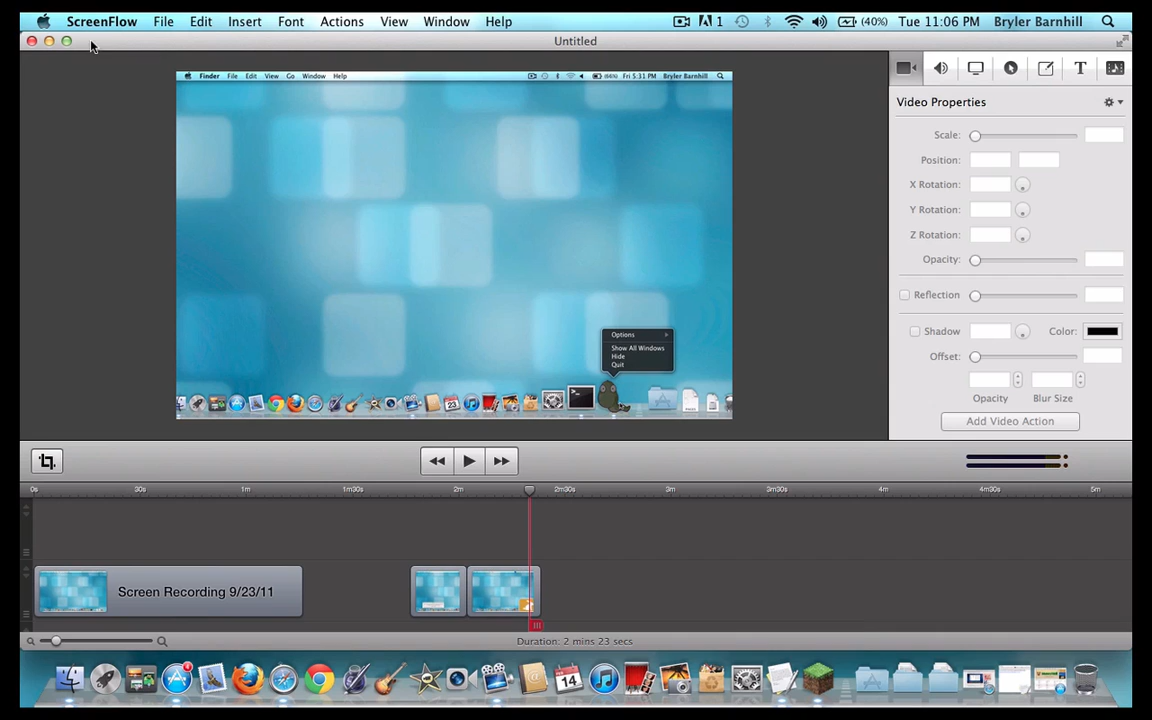 ScreenFlow File Edit Insert Font Actions View Window Help 1 (40%) Tue 11:06 PM Bryler Barnhill
Untitled
Finder File Edit View Go Window Help (66%) Fri 5:31 PM Bryler Barnhill
Options
Show All Windows
Hide
Quit
T
Video Properties
Scale:
Position:
X Rotation:
Y Rotation:
Z Rotation:
Opacity:
Reflection
Shadow Color:
Offset:
Opacity Blur Size
Add Video Action
0s 30s 1m 1m30s 2m 2m30s 3m 3m30s 4m 4m30s 5m
Screen Recording 9/23/11
Duration: 2 mins 23 secs
14